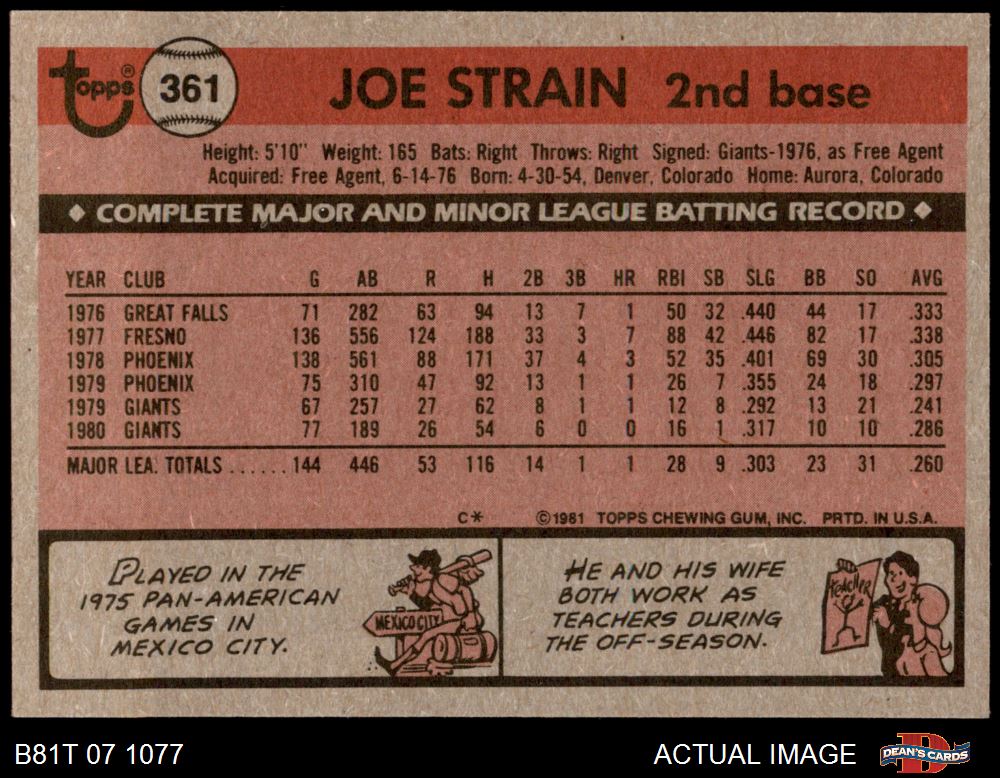 topps®
361
JOE STRAIN 2nd base
Height: 5'10" Weight: 165 Bats: Right Throws: Right Signed: Giants-1976, as Free Agent
Acquired: Free Agent, 6-14-76 Born: 4-30-54, Denver, Colorado Home: Aurora, Colorado
◆ COMPLETE MAJOR AND MINOR LEAGUE BATTING RECORD ◆
YEAR CLUB G AB R H 2B 3B HR RBI SB SLG BB SO AVG
1976 GREAT FALLS 71 282 63 94 13 7 1 50 32 .440 44 17 .333
1977 FRESNO 136 556 124 188 33 3 7 88 42 .446 82 17 .338
1978 PHOENIX 138 561 88 171 37 4 3 52 35 .401 69 30 .305
1979 PHOENIX 75 310 47 92 13 1 1 26 7 .355 24 18 .297
1979 GIANTS 67 257 27 62 8 1 1 12 8 .292 13 21 .241
1980 GIANTS 77 189 26 54 6 0 0 16 1 .317 10 10 .286
MAJOR LEA. TOTALS ...... 144 446 53 116 14 1 1 28 9 .303 23 31 .260
C* ©1981 TOPPS CHEWING GUM, INC. PRTD. IN U.S.A.
PLAYED IN THE
1975 PAN-AMERICAN
GAMES IN
MEXICO CITY.
MEXICO CITY
HE AND HIS WIFE
BOTH WORK AS
TEACHERS DURING
THE OFF-SEASON.
TEACHER
B81T 07 1077
ACTUAL IMAGE
DEAN'S CARDS